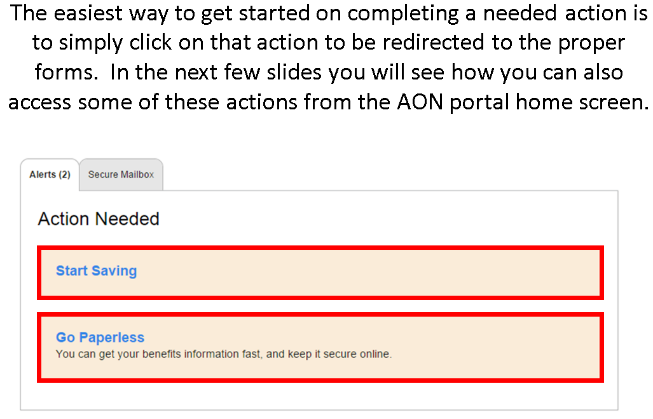 The easiest way to get started on completing a needed action is
to simply click on that action to be redirected to the proper
forms.  In the next few slides you will see how you can also
access some of these actions from the AON portal home screen.
Alerts (2) Secure Mailbox
Action Needed
Start Saving
Go Paperless
You can get your benefits information fast, and keep it secure online.